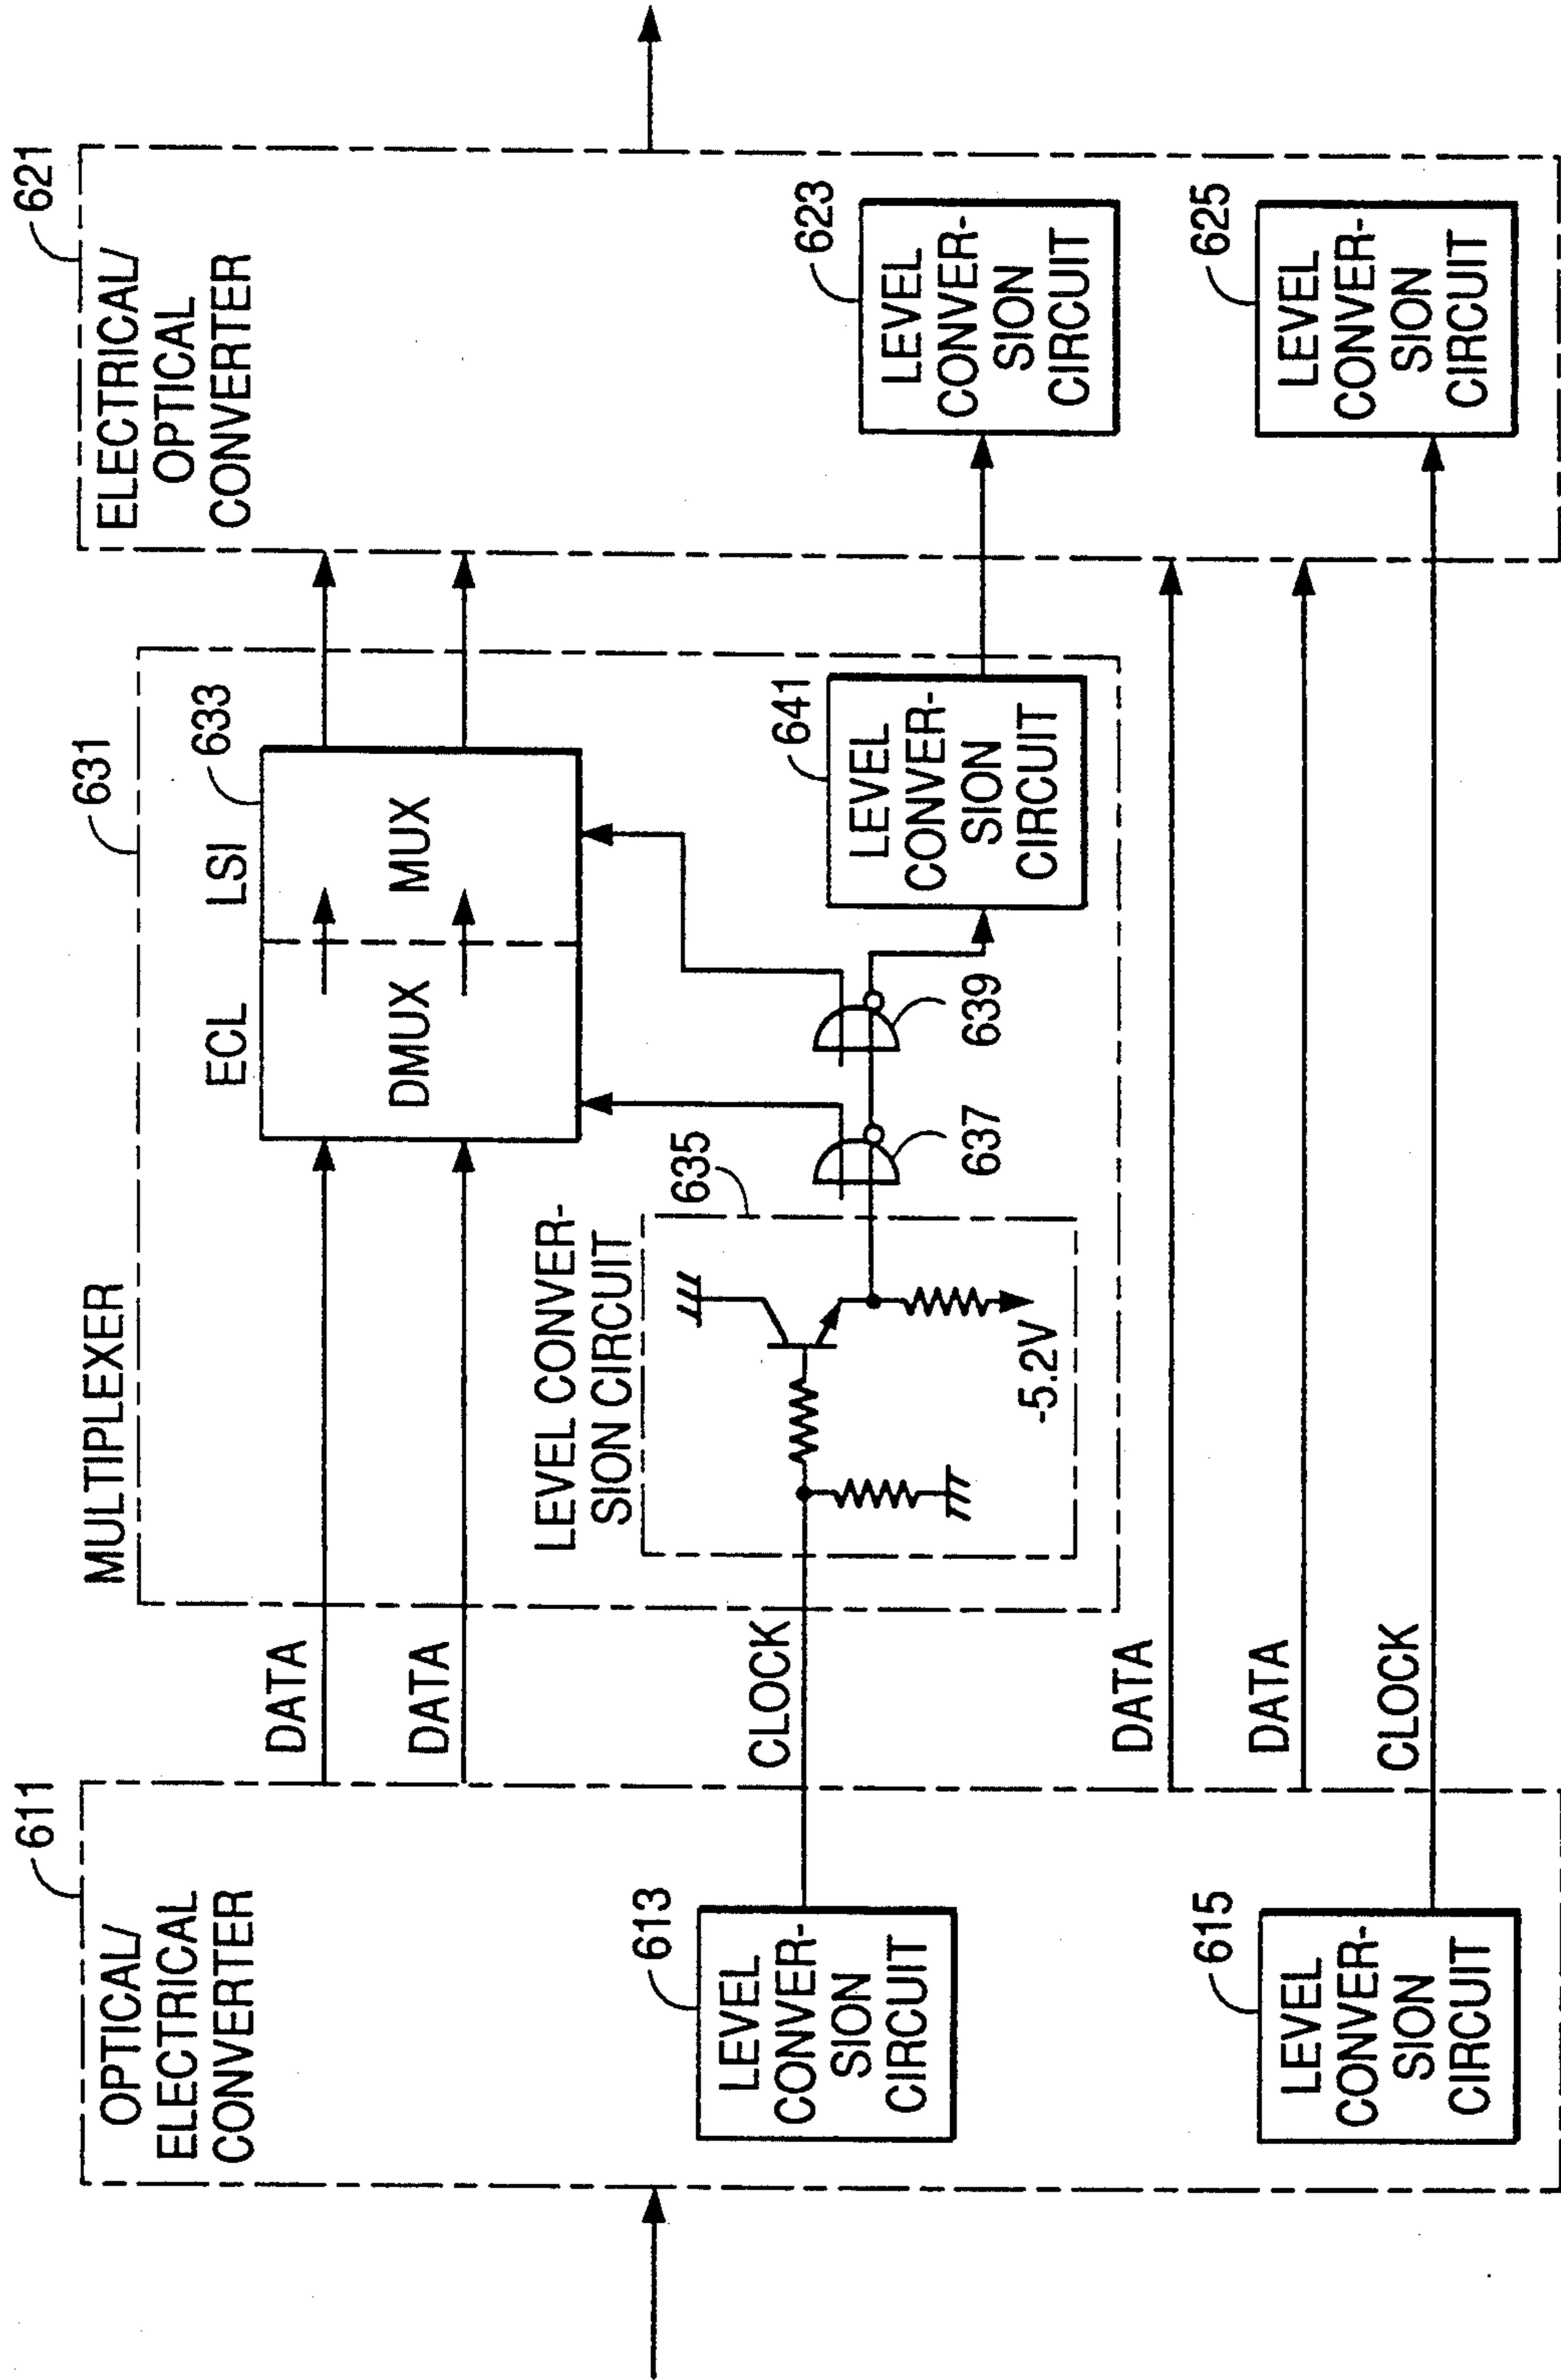 611
OPTICAL/
ELECTRICAL
CONVERTER
613
LEVEL
CONVER-
SION
CIRCUIT
615
LEVEL
CONVER-
SION
CIRCUIT
DATA
DATA
CLOCK
DATA
DATA
CLOCK
MULTIPLEXER
631
ECL LSI
633
DMUX MUX
LEVEL CONVER-
SION CIRCUIT
635
-5.2V
637
639
641
LEVEL
CONVER-
SION
CIRCUIT
621
ELECTRICAL/
OPTICAL
CONVERTER
623
LEVEL
CONVER-
SION
CIRCUIT
625
LEVEL
CONVER-
SION
CIRCUIT